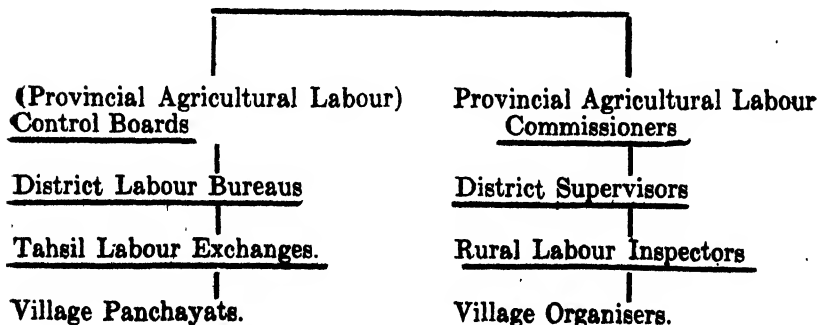 (Provincial Agricultural Labour)
Control Boards
District Labour Bureaus
Tahsil Labour Exchanges.
Village Panchayats.
Provincial Agricultural Labour
Commissioners
District Supervisors
Rural Labour Inspectors
Village Organisers.